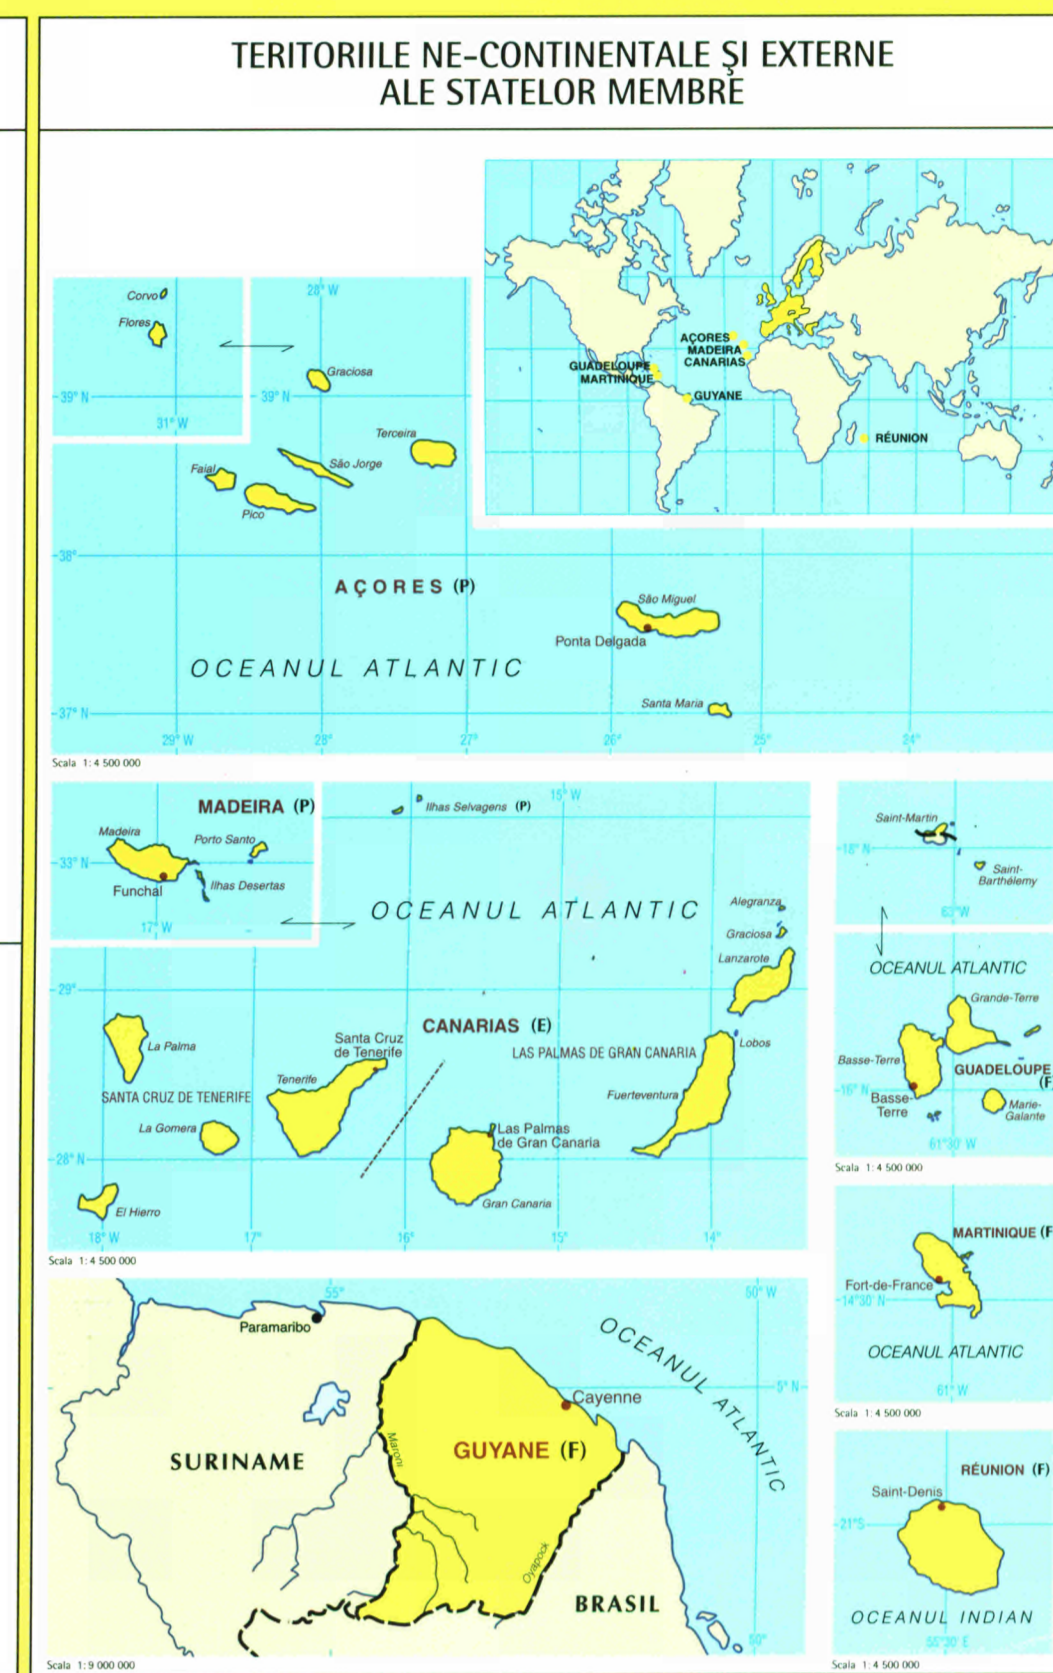 TERITORIILE NE-CONTINENTALE ȘI EXTERNE
ALE STATELOR MEMBRE
AÇORES
MADEIRA
CANARIAS
GUADELOUPE
MARTINIQUE
GUYANE
RÉUNION
Corvo
Flores
39° N
31° W
28° W
Graciosa
39° N
Terceira
São Jorge
Faial
Pico
38°
AÇORES (P)
São Miguel
Ponta Delgada
OCEANUL ATLANTIC
Santa Maria
37° N
29° W
28°
27°
26°
25°
24°
Scala 1: 4 500 000
MADEIRA (P)
Madeira
Porto Santo
33° N
Funchal
Ilhas Desertas
17° W
Ilhas Selvagens (P)
15° W
OCEANUL ATLANTIC
Alegranza
Graciosa
Lanzarote
29°
CANARIAS (E)
La Palma
Santa Cruz
de Tenerife
LAS PALMAS DE GRAN CANARIA
Lobos
Tenerife
SANTA CRUZ DE TENERIFE
Fuerteventura
La Gomera
Las Palmas
de Gran Canaria
28° N
El Hierro
Gran Canaria
18° W
17°
16°
15°
14°
Scala 1: 4 500 000
Saint-Martin
18° N
Saint-
Barthélemy
63° W
OCEANUL ATLANTIC
Grande-Terre
Basse-Terre
GUADELOUPE
(F
16° N
Basse-
Terre
Marie-
Galante
61°30' W
Scala 1: 4 500 000
MARTINIQUE (F
Fort-de-France
14°30' N
OCEANUL ATLANTIC
61° W
Scala 1: 4 500 000
55°
50° W
Paramaribo
OCEANUL ATLANTIC
5° N
Cayenne
Maroni
SURINAME
GUYANE (F)
Oyapock
BRASIL
50°
Scala 1: 9 000 000
RÉUNION (F)
Saint-Denis
21°S
OCEANUL INDIAN
55°30' E
Scala 1: 4 500 000